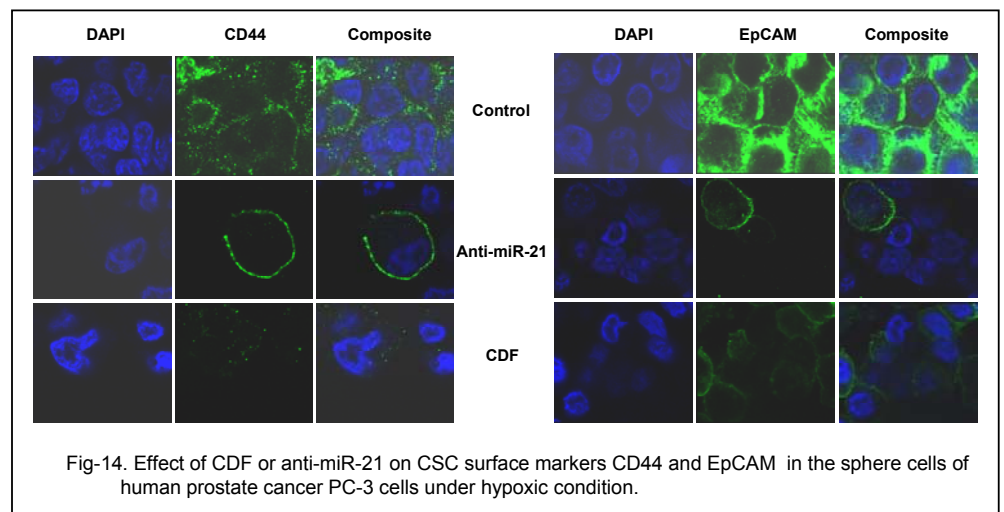 DAPI CD44 Composite DAPI EpCAM Composite
Control
Anti-miR-21
CDF
Fig-14. Effect of CDF or anti-miR-21 on CSC surface markers CD44 and EpCAM in the sphere cells of
human prostate cancer PC-3 cells under hypoxic condition.